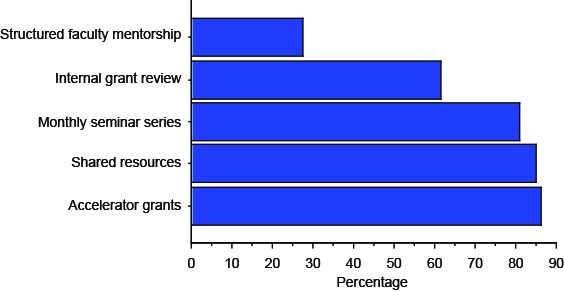 Structured faculty mentorship
Internal grant review
Monthly seminar series
Shared resources
Accelerator grants
0 10 20 30 40 50 60 70 80 90
Percentage